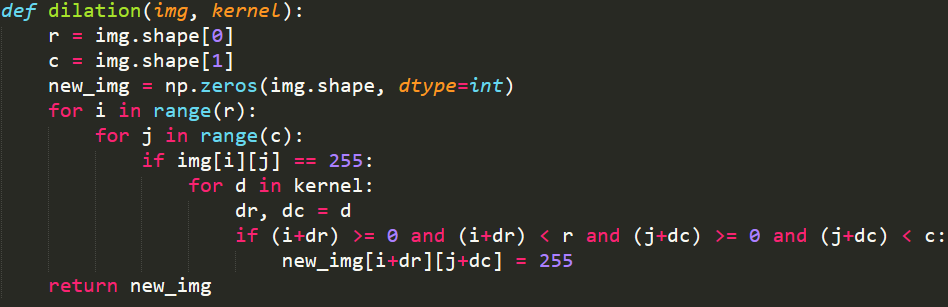 def dilation(img, kernel):
    r = img.shape[0]
    c = img.shape[1]
    new_img = np.zeros(img.shape, dtype=int)
    for i in range(r):
        for j in range(c):
            if img[i][j] == 255:
                for d in kernel:
                    dr, dc = d
                    if (i+dr) >= 0 and (i+dr) < r and (j+dc) >= 0 and (j+dc) < c:
                        new_img[i+dr][j+dc] = 255
    return new_img